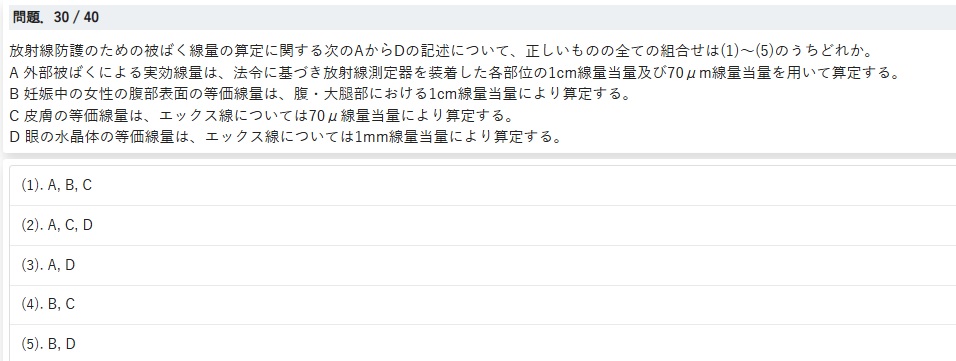 問題. 30 / 40
放射線防護のための被ばく線量の算定に関する次のAからDの記述について、正しいものの全ての組合せは(1)～(5)のうちどれか。
A 外部被ばくによる実効線量は、法令に基づき放射線測定器を装着した各部位の1cm線量当量及び70μm線量当量を用いて算定する。
B 妊娠中の女性の腹部表面の等価線量は、腹・大腿部における1cm線量当量により算定する。
C 皮膚の等価線量は、エックス線については70μ線量当量により算定する。
D 眼の水晶体の等価線量は、エックス線については1mm線量当量により算定する。
(1). A, B, C
(2). A, C, D
(3). A, D
(4). B, C
(5). B, D